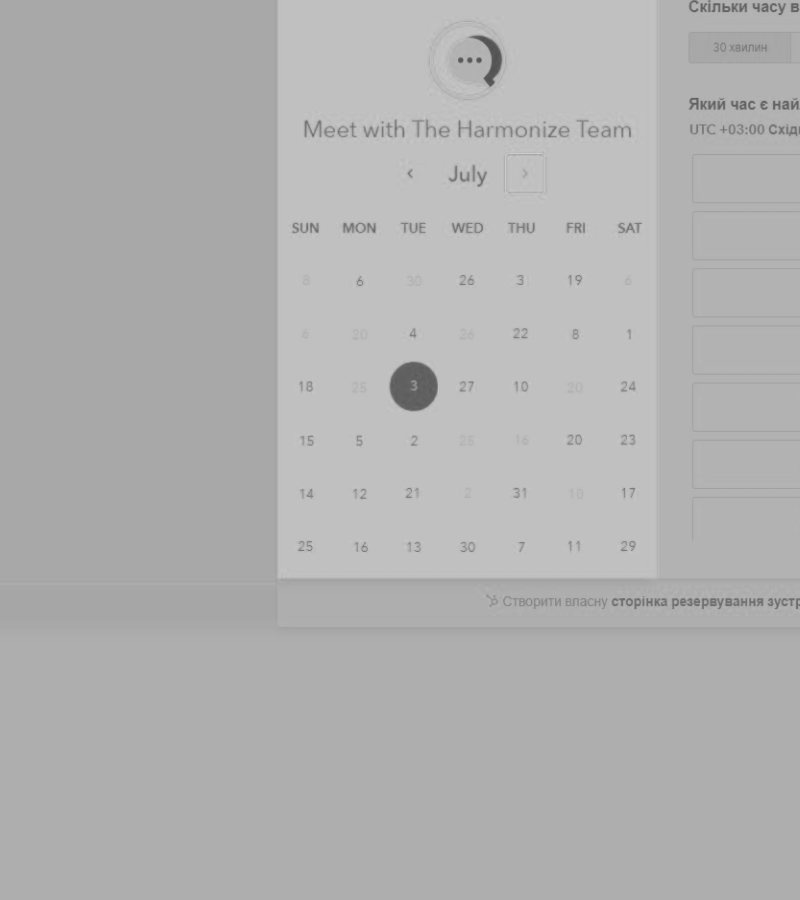 Скільки часу в
30 хвилин
Meet with The Harmonize Team
Який час є най
UTC +03:00 Східн
‹ July ›
SUN MON TUE WED THU FRI SAT
8 6 30 26 3 19 6
6 20 4 26 22 8 1
18 28 3 27 10 20 24
15 5 2 28 16 20 23
14 12 21 2 31 10 17
25 16 13 30 7 11 29
Створити власну сторінка резервування зустр